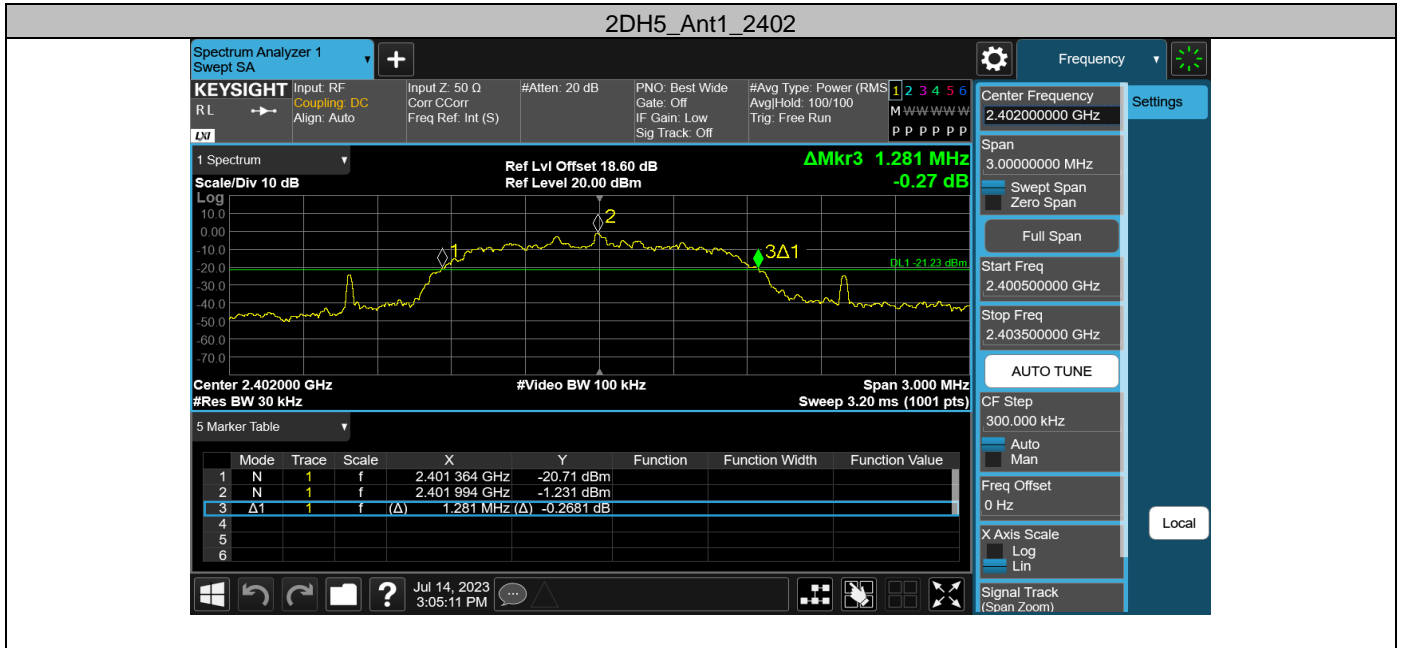 2DH5_Ant1_2402
Spectrum Analyzer 1
Swept SA
Frequency
KEYSIGHT
RL
LXI
Input: RF
Coupling: DC
Align: Auto
Input Z: 50 Ω
Corr CCorr
Freq Ref: Int (S)
#Atten: 20 dB
PNO: Best Wide
Gate: Off
IF Gain: Low
Sig Track: Off
#Avg Type: Power (RMS
Avg|Hold: 100/100
Trig: Free Run
1 2 3 4 5 6
M W W W W W
P P P P P P
1 Spectrum
Scale/Div 10 dB
Ref Lvl Offset 18.60 dB
Ref Level 20.00 dBm
ΔMkr3 1.281 MHz
-0.27 dB
Log
10.0
0.00
-10.0
-20.0
-30.0
-40.0
-50.0
-60.0
-70.0
1
2
3Δ1
DL1 -21.23 dBm
Center 2.402000 GHz
#Video BW 100 kHz
Span 3.000 MHz
#Res BW 30 kHz
Sweep 3.20 ms (1001 pts)
5 Marker Table
Mode Trace Scale X Y Function Function Width Function Value
1 N 1 f 2.401 364 GHz -20.71 dBm
2 N 1 f 2.401 994 GHz -1.231 dBm
3 Δ1 1 f (Δ) 1.281 MHz (Δ) -0.2681 dB
4
5
6
Jul 14, 2023
3:05:11 PM
Center Frequency
2.402000000 GHz
Span
3.00000000 MHz
Swept Span
Zero Span
Full Span
Start Freq
2.400500000 GHz
Stop Freq
2.403500000 GHz
AUTO TUNE
CF Step
300.000 kHz
Auto
Man
Freq Offset
0 Hz
X Axis Scale
Log
Lin
Signal Track
(Span Zoom)
Settings
Local